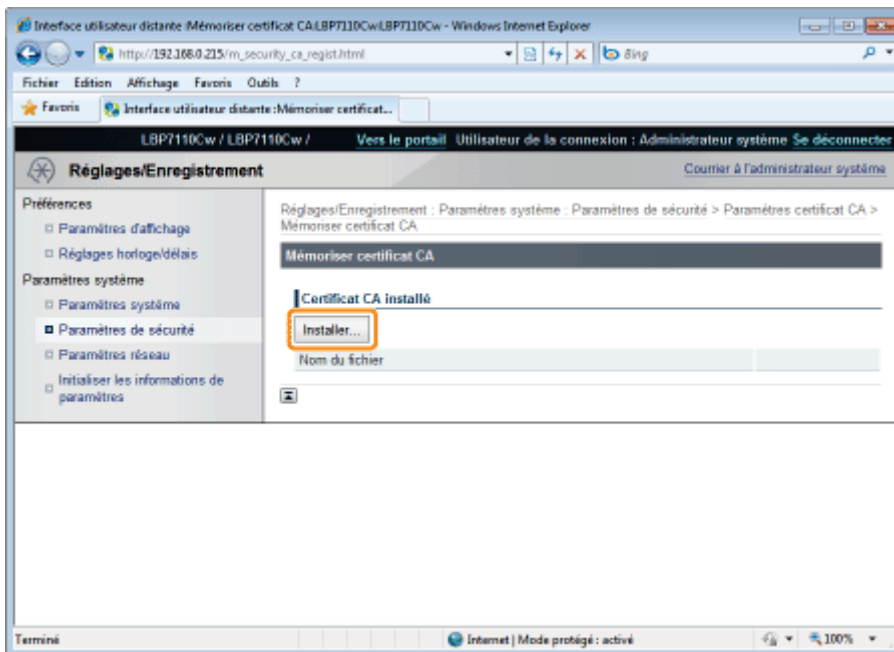 Interface utilisateur distante :Mémoriser certificat CA:LBP7110Cw:LBP7110Cw - Windows Internet Explorer
http://192.168.0.215/m_security_ca_regist.html
Bing
Fichier Edition Affichage Favoris Outils ?
Favoris Interface utilisateur distante :Mémoriser certificat...
LBP7110Cw / LBP7110Cw / Vers le portail Utilisateur de la connexion : Administrateur système Se déconnecter
Réglages/Enregistrement Courrier à l'administrateur système
Préférences
Paramètres d'affichage
Réglages horloge/délais
Paramètres système
Paramètres système
Paramètres de sécurité
Paramètres réseau
Initialiser les informations de
paramètres
Réglages/Enregistrement : Paramètres système : Paramètres de sécurité > Paramètres certificat CA >
Mémoriser certificat CA
Mémoriser certificat CA
Certificat CA installé
Installer...
Nom du fichier
Terminé Internet | Mode protégé : activé 100%